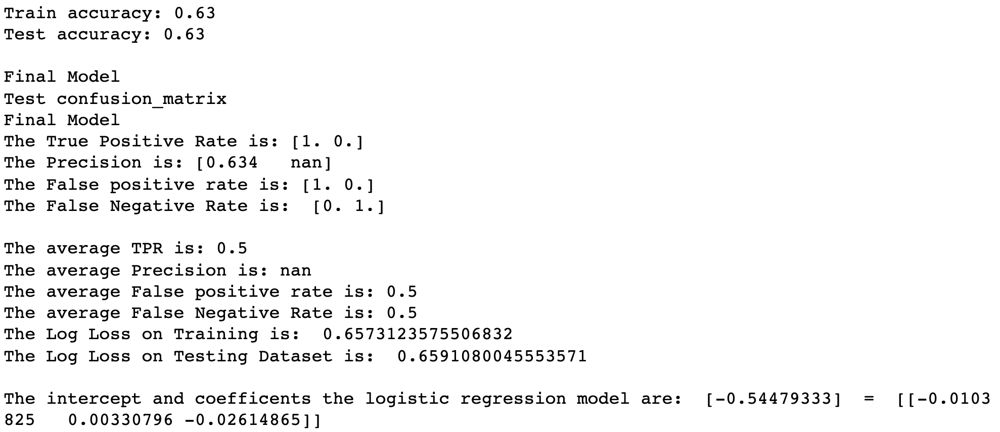 Train accuracy: 0.63
Test accuracy: 0.63
Final Model
Test confusion_matrix
Final Model
The True Positive Rate is: [1. 0.]
The Precision is: [0.634   nan]
The False positive rate is: [1. 0.]
The False Negative Rate is:  [0. 1.]
The average TPR is: 0.5
The average Precision is: nan
The average False positive rate is: 0.5
The average False Negative Rate is: 0.5
The Log Loss on Training is:  0.6573123575506832
The Log Loss on Testing Dataset is:  0.6591080045553571
The intercept and coefficents the logistic regression model are:  [-0.54479333]  =  [[-0.0103
825   0.00330796 -0.02614865]]